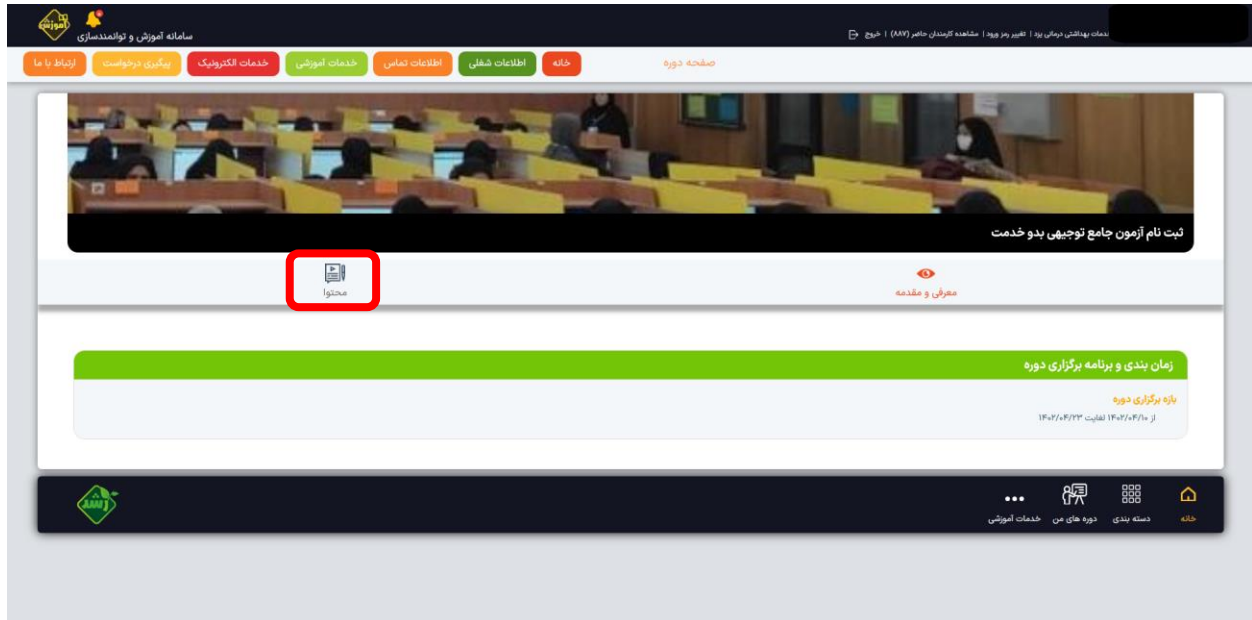 خدمات بهداشتی درمانی یزد | تغییر رمز ورود | مشاهده کارمندان حاضر (۸۸۷) | خروج
آموزش
سامانه آموزش و توانمندسازی
صفحه دوره
خانه
اطلاعات شغلی
اطلاعات تماس
خدمات آموزشی
خدمات الکترونیک
پیگیری درخواست
ارتباط با ما
ثبت نام آزمون جامع توجیهی بدو خدمت
معرفی و مقدمه
محتوا
زمان بندی و برنامه برگزاری دوره
بازه برگزاری دوره
از ۱۴۰۲/۰۴/۱۰ لغایت ۱۴۰۲/۰۴/۲۳
خانه
دسته بندی
دوره های من
خدمات آموزشی
رشد